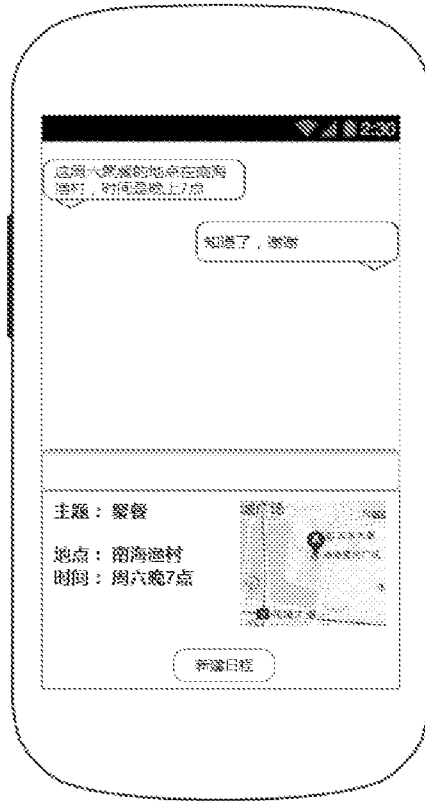 2:30
这周六聚餐的地点在南海
渔村，时间是晚上7点
知道了，谢谢
主题：聚餐
地点：南海渔村
时间：周六晚7点
新建日程